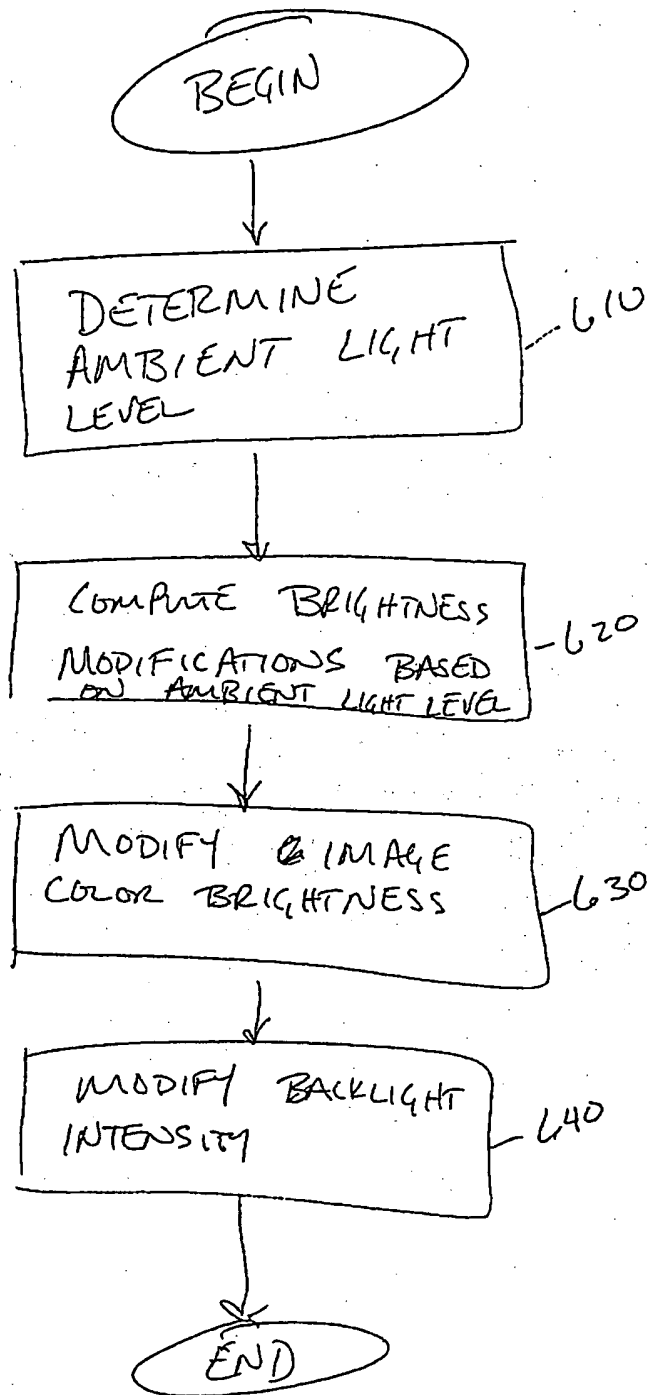 BEGIN
DETERMINE
AMBIENT LIGHT
LEVEL
610
COMPUTE BRIGHTNESS
MODIFICATIONS BASED
ON AMBIENT LIGHT LEVEL
620
MODIFY IMAGE
COLOR BRIGHTNESS
630
MODIFY BACKLIGHT
INTENSITY
640
END